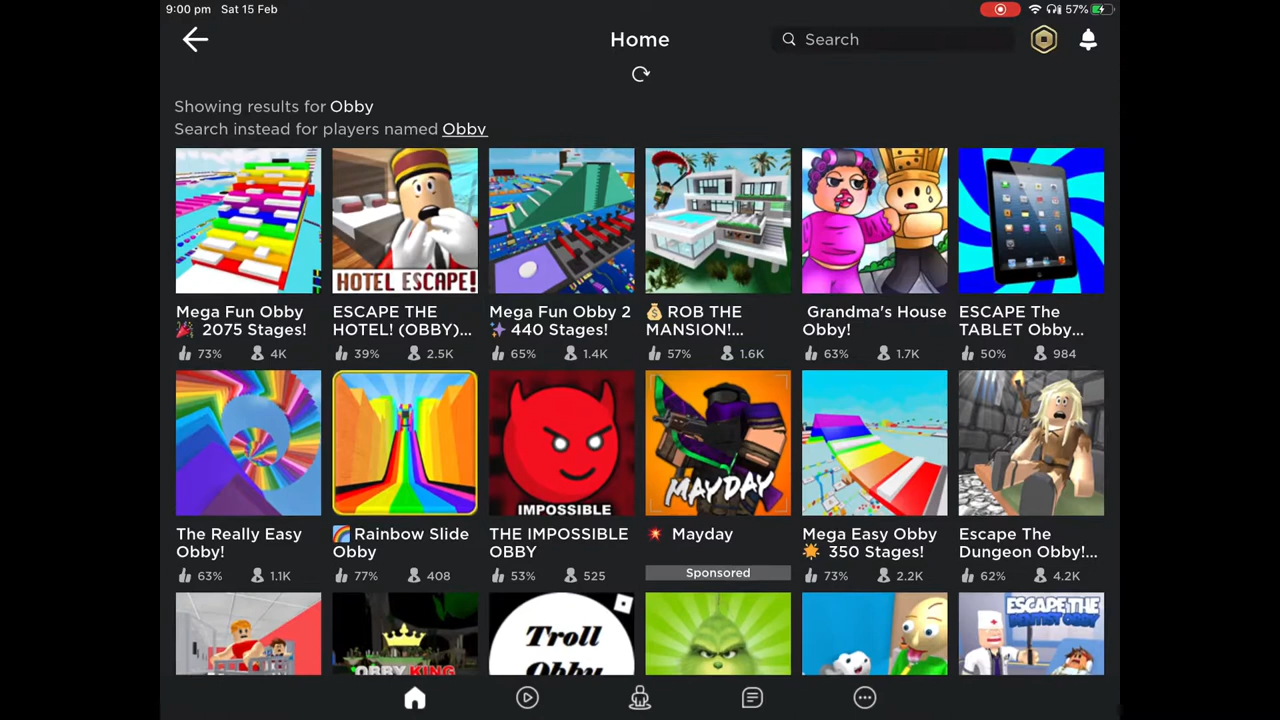 9:00 pm Sat 15 Feb
57%
Home
Search
Showing results for Obby
Search instead for players named Obby
HOTEL ESCAPE!
Mega Fun Obby
🎉 2075 Stages!
73% 4K
ESCAPE THE
HOTEL! (OBBY)...
39% 2.5K
Mega Fun Obby 2
✨ 440 Stages!
65% 1.4K
💰 ROB THE
MANSION!...
57% 1.6K
Grandma's House
Obby!
63% 1.7K
ESCAPE The
TABLET Obby...
50% 984
IMPOSSIBLE
MAYDAY
The Really Easy
Obby!
63% 1.1K
🌈 Rainbow Slide
Obby
77% 408
THE IMPOSSIBLE
OBBY
53% 525
💥 Mayday
Sponsored
Mega Easy Obby
🌟 350 Stages!
73% 2.2K
Escape The
Dungeon Obby!...
62% 4.2K
OBBY KING
Troll
Obby
ESCAPE THE
DENTIST OBBY